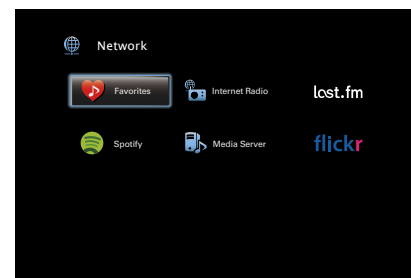 Network
Favorites Internet Radio last.fm
Spotify Media Server flickr